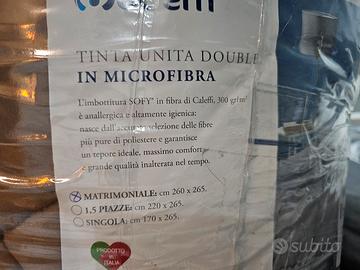 TINTA UNITA DOUBLE
IN MICROFIBRA
L'imbottitura SOFY® in fibra di Caleffi, 300 gr/m²
è anallergica e altamente igienica:
nasce dall'accurata selezione delle fibre
più pure di poliestere e garantisce
un tepore ideale, massimo comfort
e grande qualità inalterata nel tempo.
MATRIMONIALE: cm 260 x 265.
1,5 PIAZZE: cm 220 x 265.
SINGOLA: cm 170 x 265.
PRODOTTO
IN
ITALIA
subito